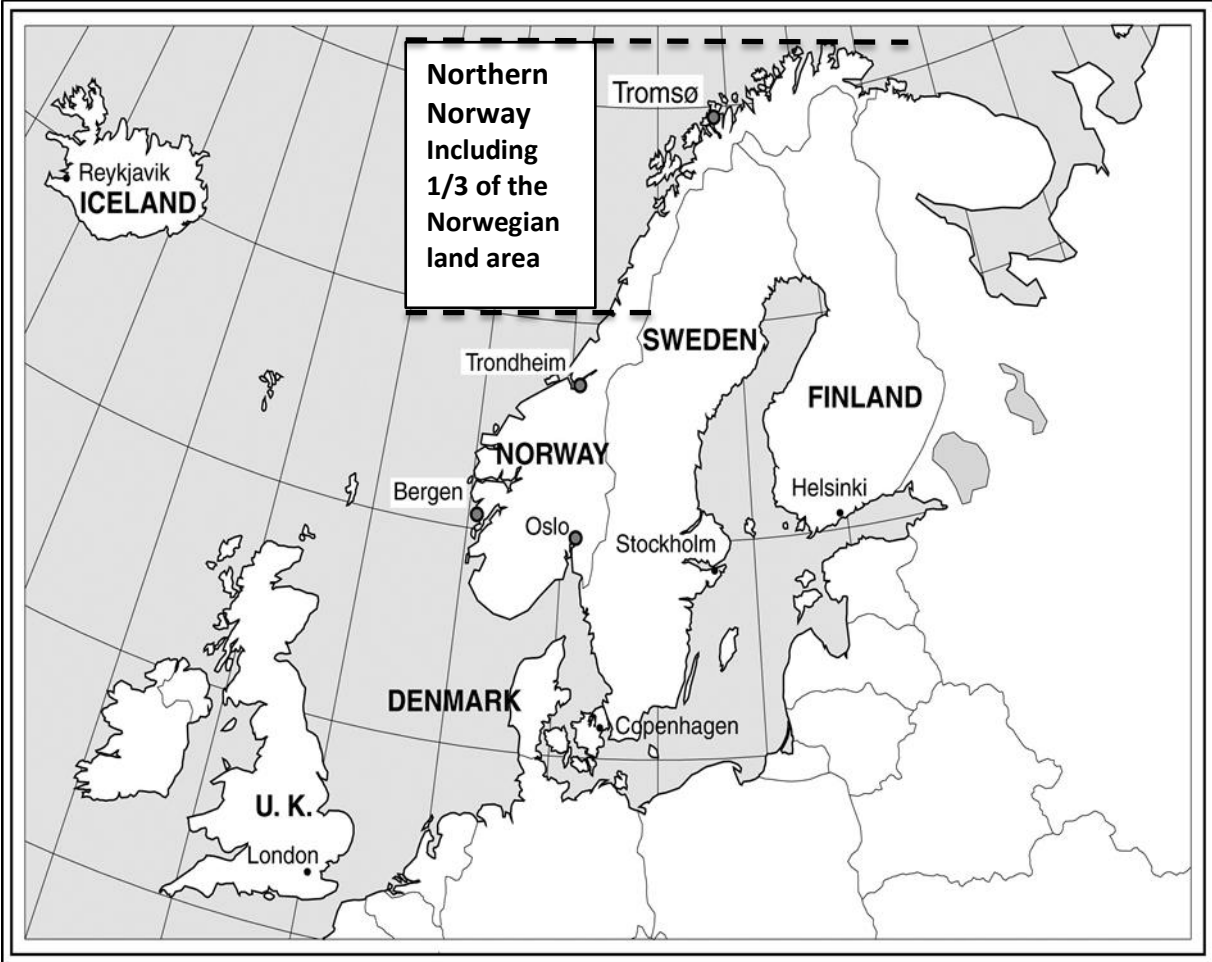 Northern
Norway
Including
1/3 of the
Norwegian
land area
Tromsø
Reykjavik
ICELAND
SWEDEN
Trondheim
FINLAND
NORWAY
Bergen
Helsinki
Oslo
Stockholm
DENMARK
Copenhagen
U. K.
London